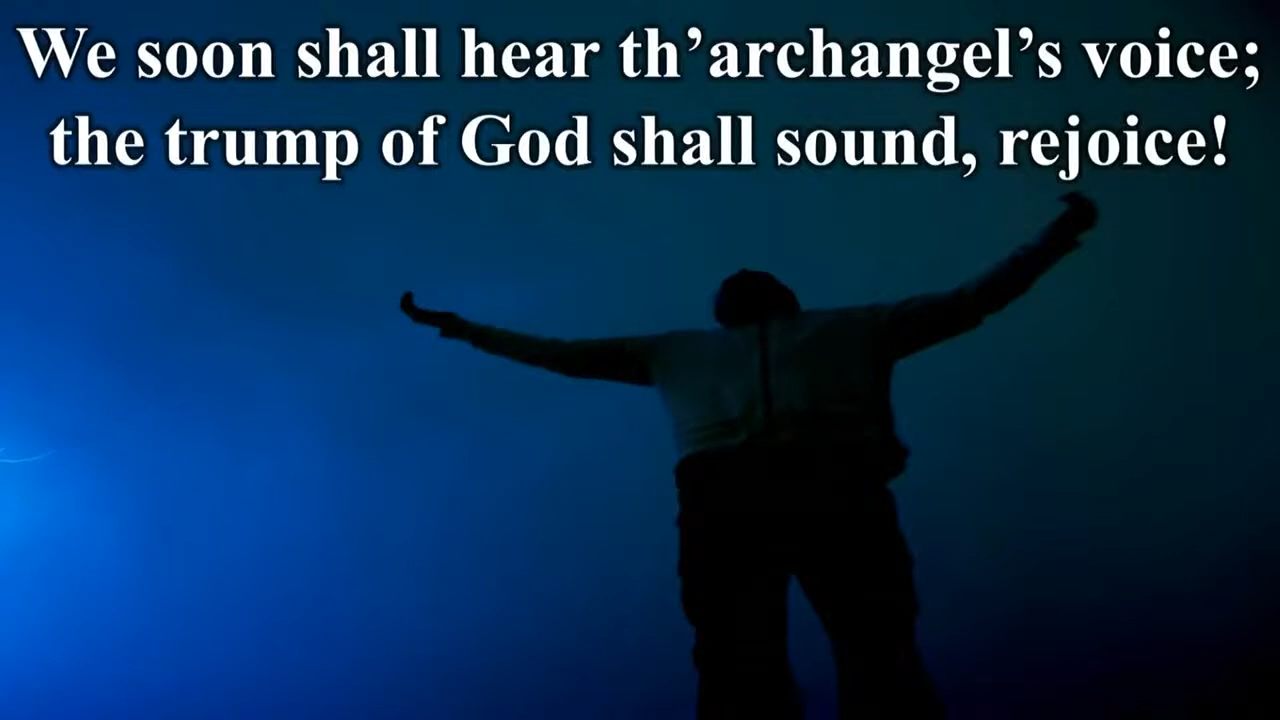 We soon shall hear th’archangel’s voice;
the trump of God shall sound, rejoice!